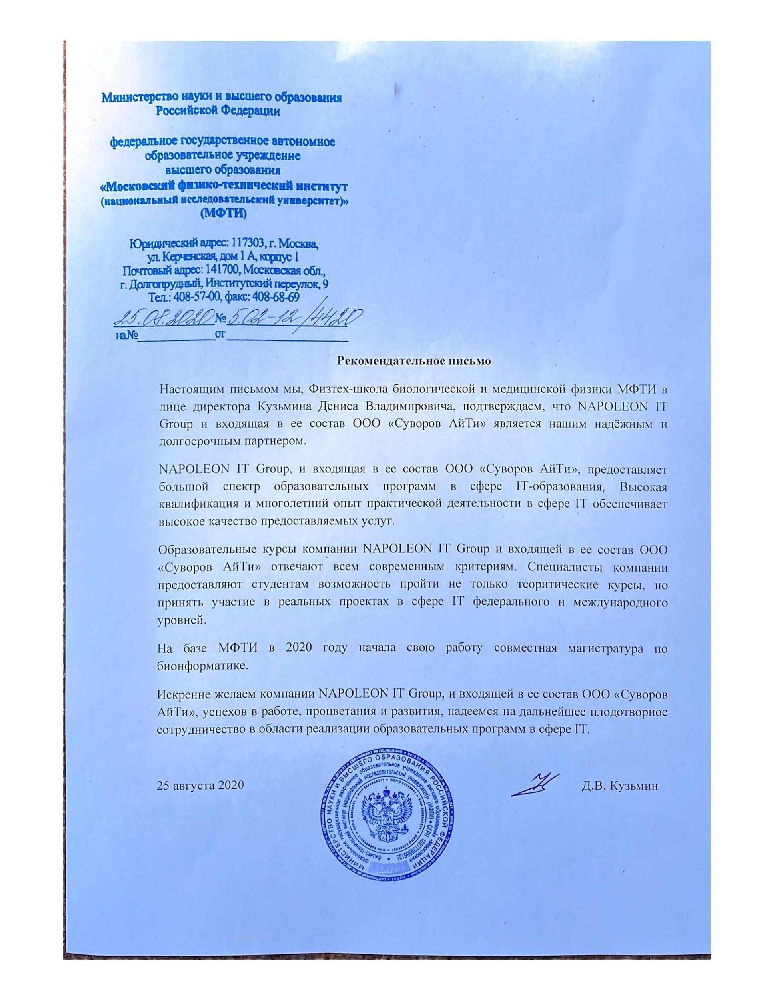 Министерство науки и высшего образования
Российской Федерации
федеральное государственное автономное
образовательное учреждение
высшего образования
«Московский физико-технический институт
(национальный исследовательский университет)»
(МФТИ)
Юридический адрес: 117303, г. Москва,
ул. Керченская, дом 1 А, корпус 1
Почтовый адрес: 141700, Московская обл.,
г. Долгопрудный, Институтский переулок, 9
Тел.: 408-57-00, факс: 408-68-69
25.08.2020 № 5.02-12/4420
на№ от
Рекомендательное письмо
Настоящим письмом мы, Физтех-школа биологической и медицинской физики МФТИ в
лице директора Кузьмина Дениса Владимировича, подтверждаем, что NAPOLEON IT
Group и входящая в ее состав ООО «Суворов АйТи» является нашим надёжным и
долгосрочным партнером.
NAPOLEON IT Group, и входящая в ее состав ООО «Суворов АйТи», предоставляет
большой спектр образовательных программ в сфере IT-образования, Высокая
квалификация и многолетний опыт практической деятельности в сфере IT обеспечивает
высокое качество предоставляемых услуг.
Образовательные курсы компании NAPOLEON IT Group и входящей в ее состав ООО
«Суворов АйТи» отвечают всем современным критериям. Специалисты компании
предоставляют студентам возможность пройти не только теоритические курсы, но
принять участие в реальных проектах в сфере IT федерального и международного
уровней.
На базе МФТИ в 2020 году начала свою работу совместная магистратура по
бионформатике.
Искренне желаем компании NAPOLEON IT Group, и входящей в ее состав ООО «Суворов
АйТи», успехов в работе, процветания и развития, надеемся на дальнейшее плодотворное
сотрудничество в области реализации образовательных программ в сфере IT.
25 августа 2020
Д.В. Кузьмин
МИНИСТЕРСТВО НАУКИ И ВЫСШЕГО ОБРАЗОВАНИЯ РОССИЙСКОЙ ФЕДЕРАЦИИ
федеральное государственное автономное образовательное учреждение высшего образования «Московский
физико-технический институт (национальный исследовательский университет)» (МФТИ) • ОГРН 1027739386135